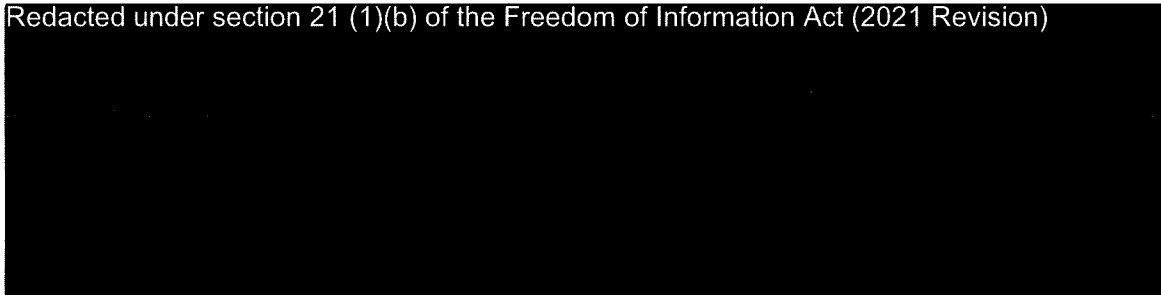 Redacted under section 21 (1)(b) of the Freedom of Information Act (2021 Revision)